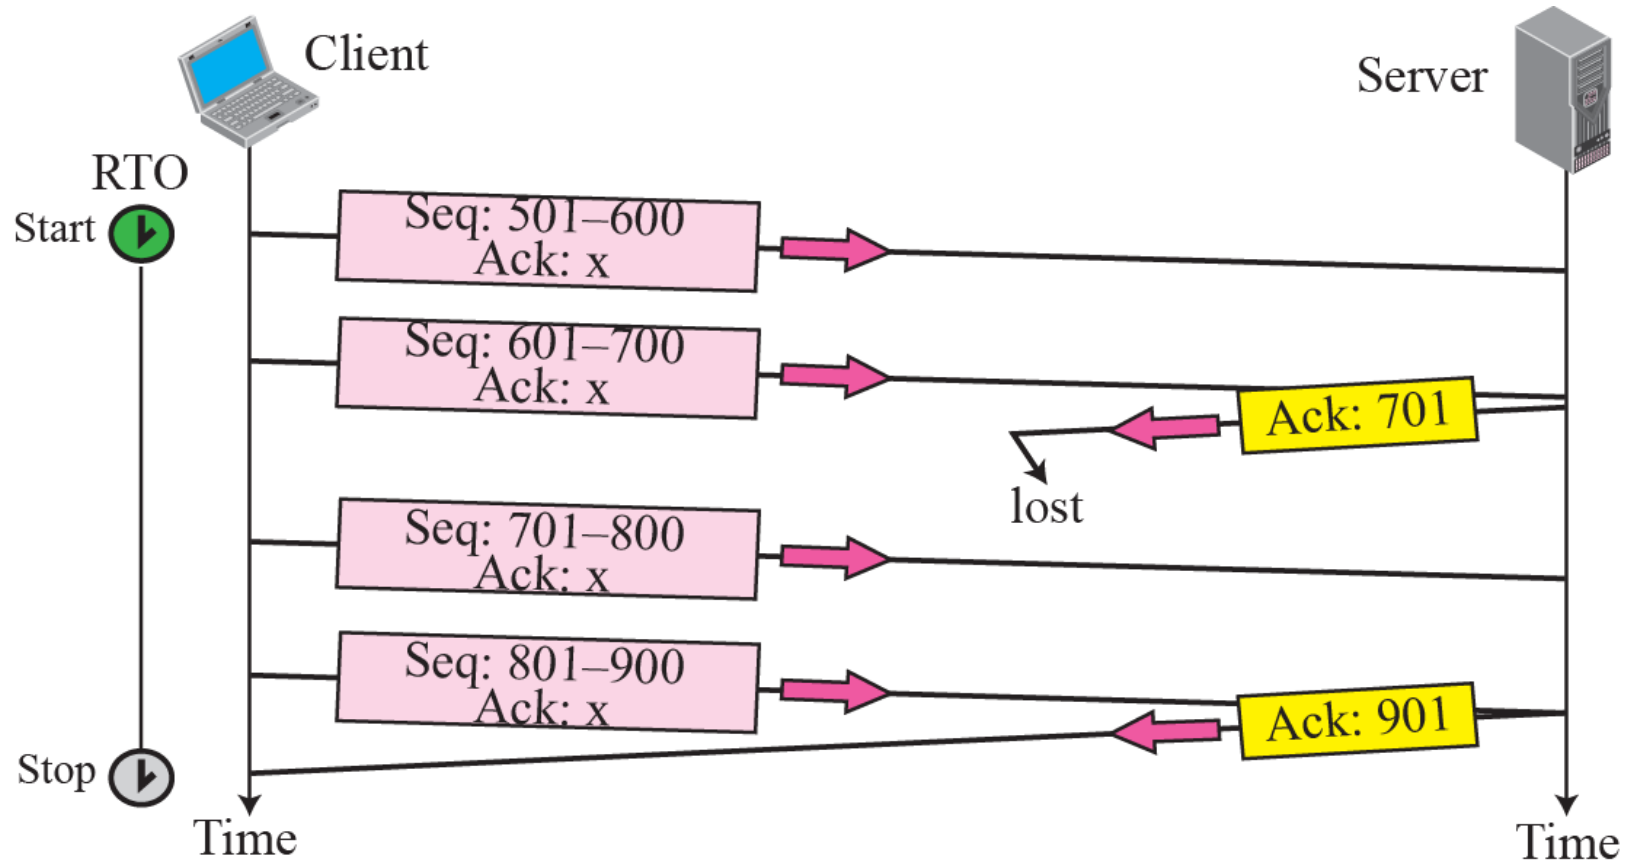 Client
Server
RTO
Start
Seq: 501–600
Ack: x
Seq: 601–700
Ack: x
Ack: 701
lost
Seq: 701–800
Ack: x
Seq: 801–900
Ack: x
Ack: 901
Stop
Time
Time